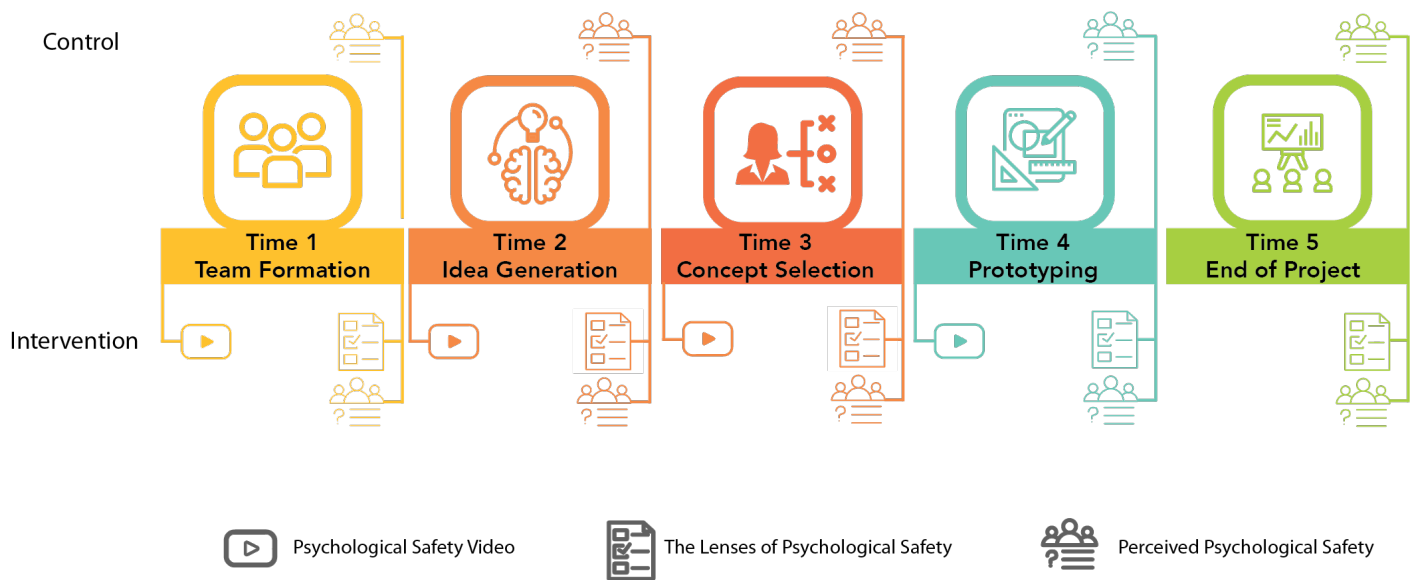 Control
Time 1
Team Formation
Time 2
Idea Generation
Time 3
Concept Selection
Time 4
Prototyping
Time 5
End of Project
Intervention
Psychological Safety Video
The Lenses of Psychological Safety
Perceived Psychological Safety